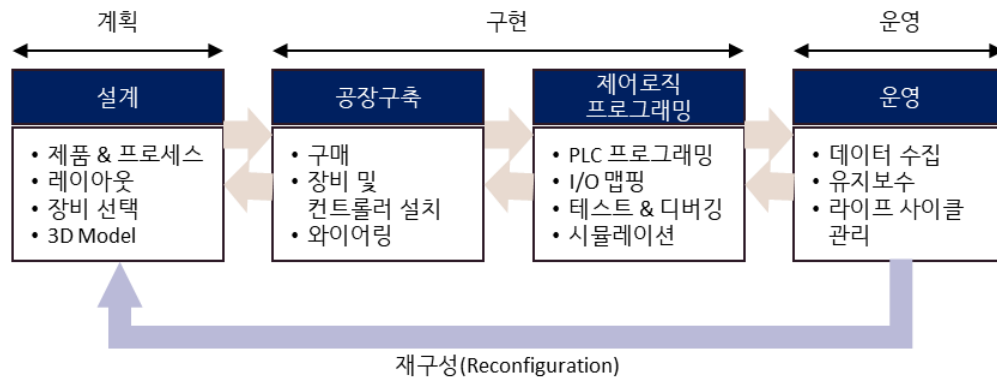 계획
구현
운영
설계
• 제품 & 프로세스
• 레이아웃
• 장비 선택
• 3D Model
공장구축
• 구매
• 장비 및
컨트롤러 설치
• 와이어링
제어로직
프로그래밍
• PLC 프로그래밍
• I/O 맵핑
• 테스트 & 디버깅
• 시뮬레이션
운영
• 데이터 수집
• 유지보수
• 라이프 사이클
관리
재구성(Reconfiguration)